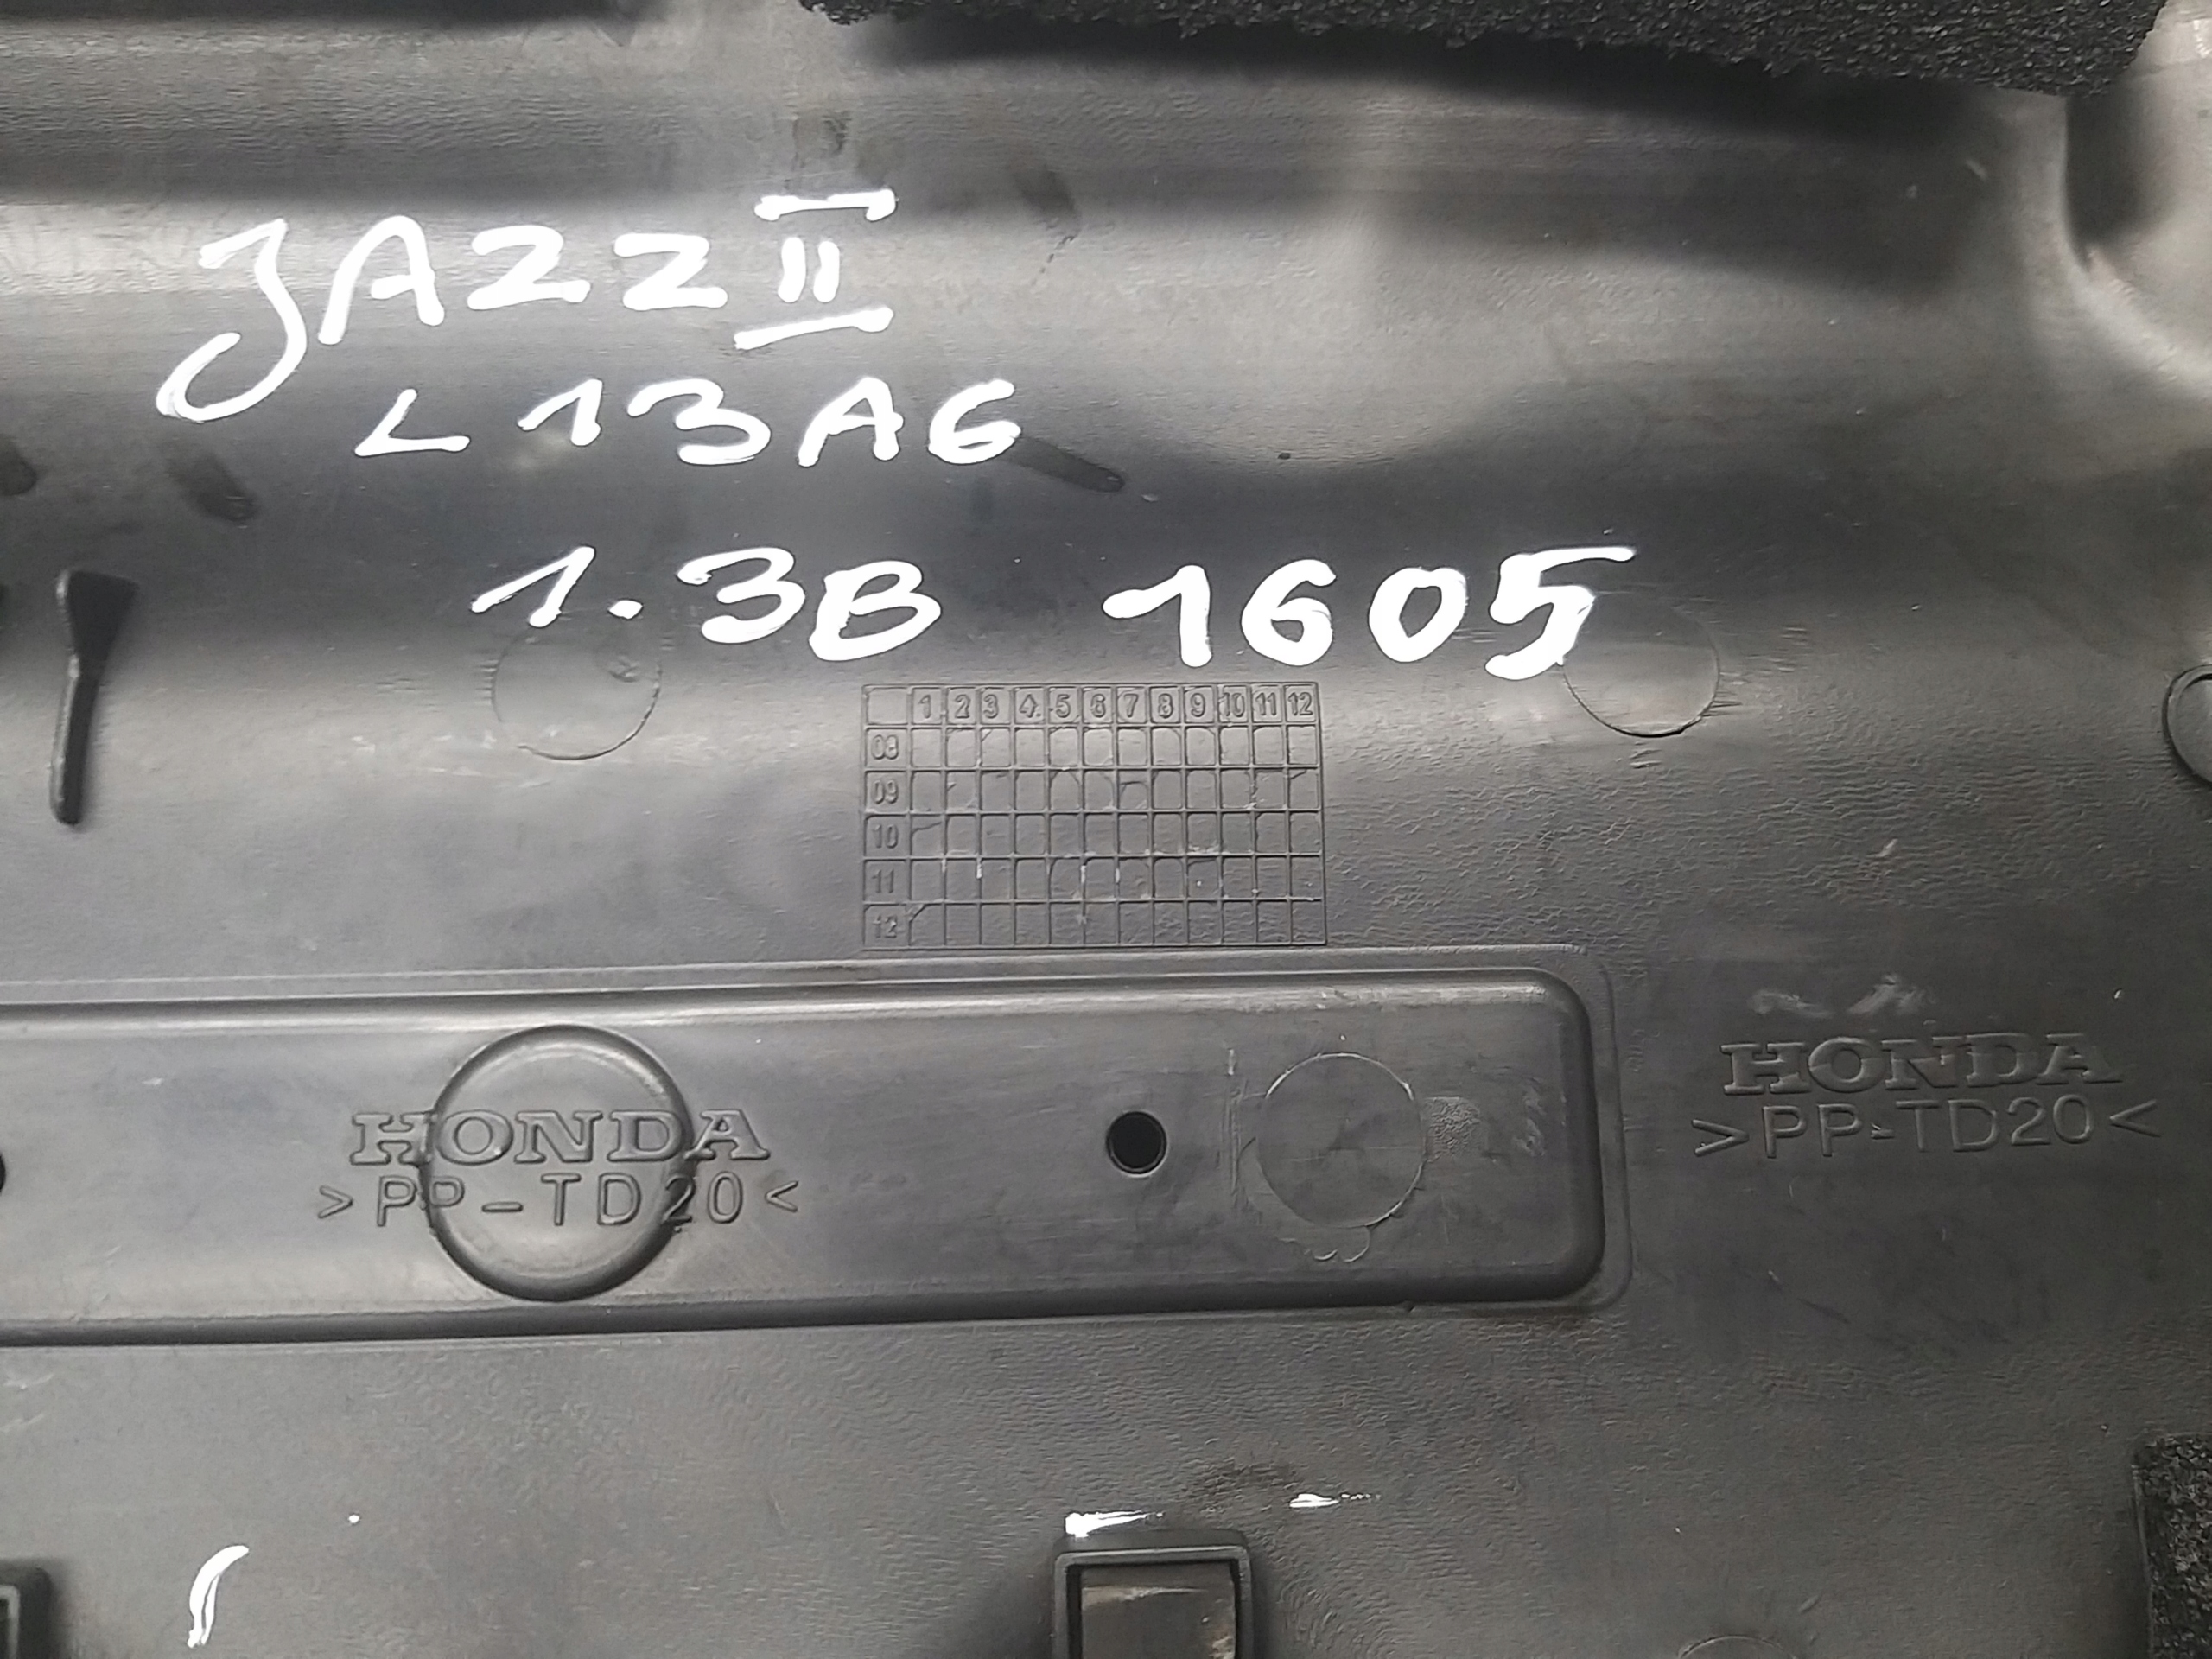 JAZZ II
L13A6
1.3B 1605
1 2 3 4 5 6 7 8 9 10 11 12
08
09
10
11
12
HONDA
>PP-TD20<
HONDA
>PP-TD20<